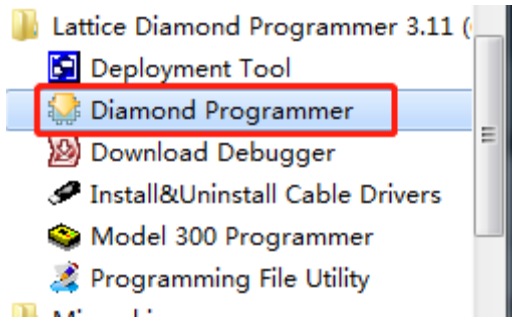 Lattice Diamond Programmer 3.11 (
Deployment Tool
Diamond Programmer
Download Debugger
Install&Uninstall Cable Drivers
Model 300 Programmer
Programming File Utility